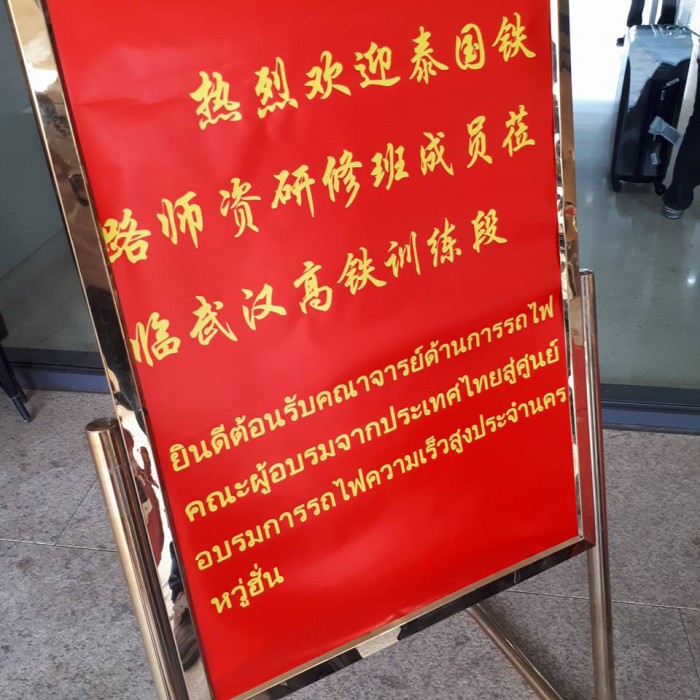 热烈欢迎泰国铁
路师资研修班成员莅
临武汉高铁训练段
ยินดีต้อนรับคณาจารย์ด้านการรถไฟ
คณะผู้อบรมจากประเทศไทยสู่ศูนย์
อบรมการรถไฟความเร็วสูงประจำนคร
หวู่ฮั่น